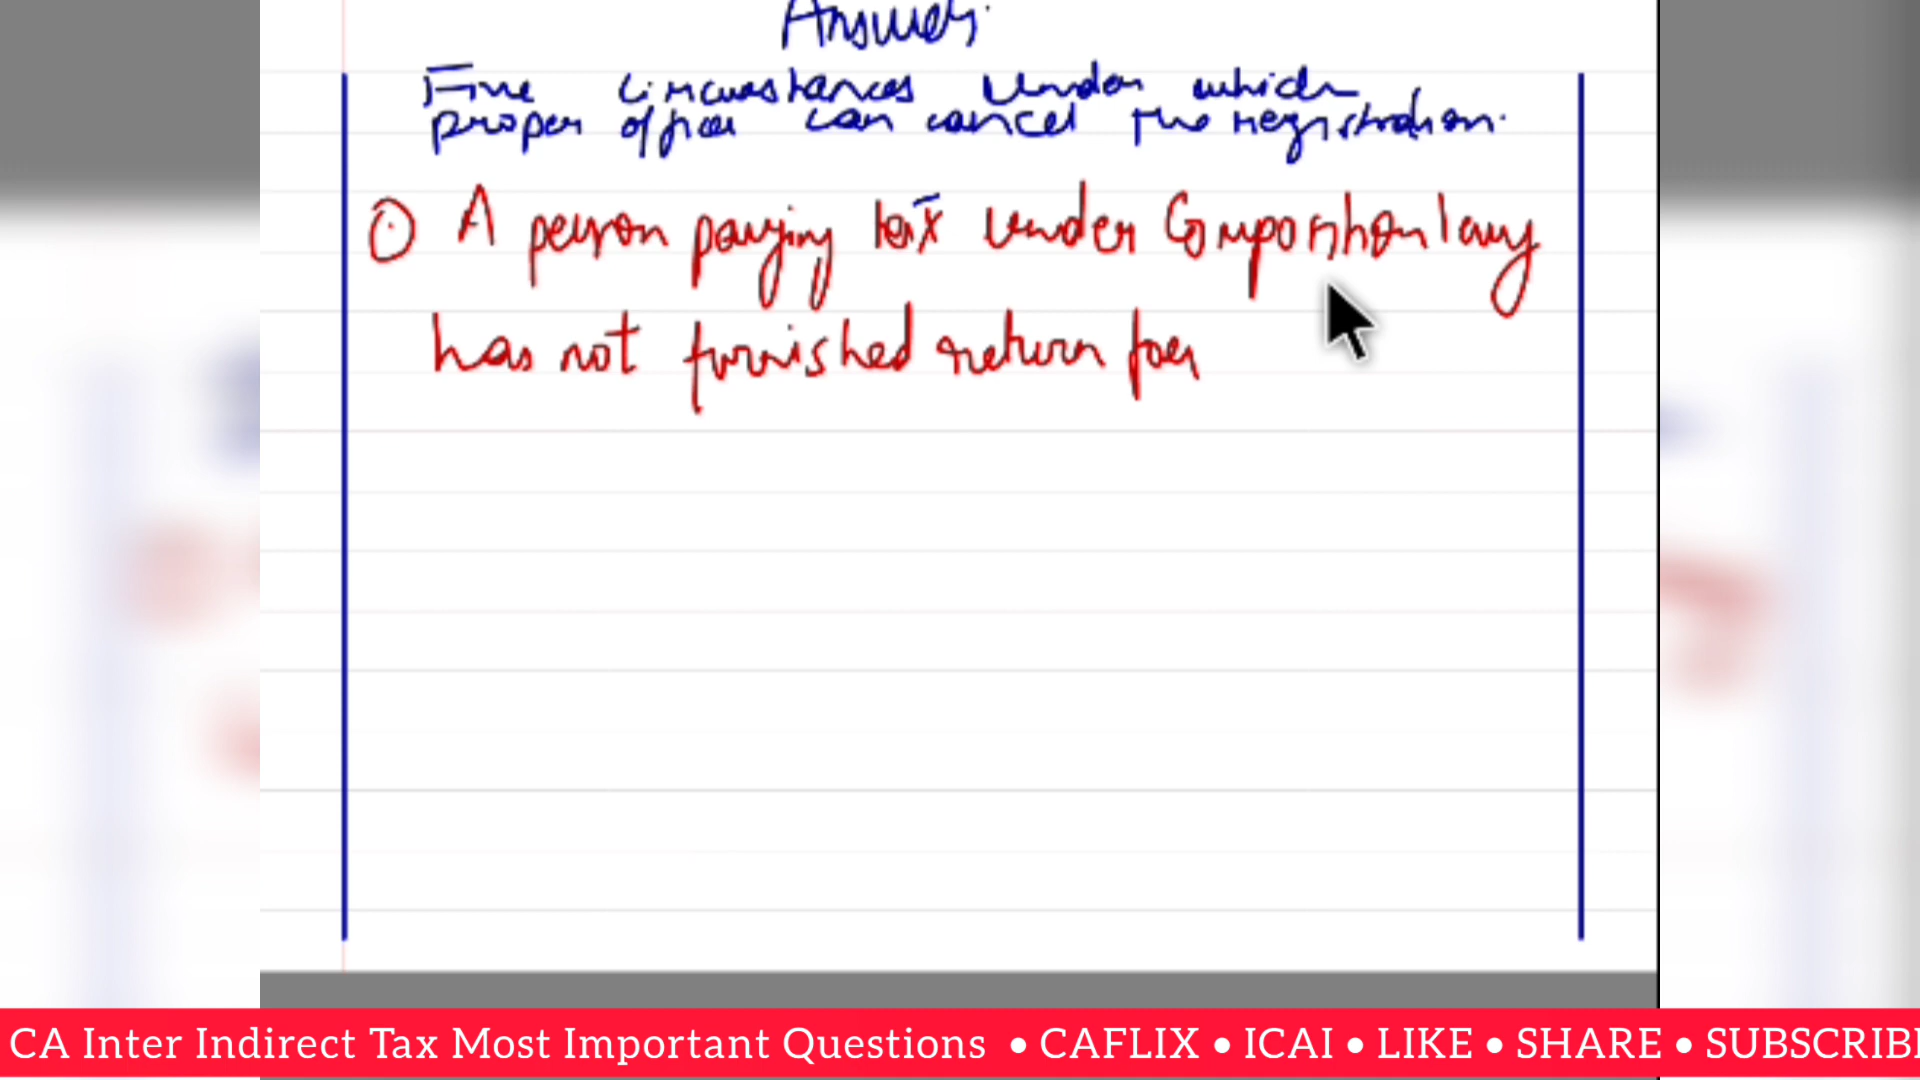 Answer:
Five circumstances under which
proper officer can cancel the registration.
① A person paying tax under Composition levy
has not furnished return for
CA Inter Indirect Tax Most Important Questions • CAFLIX • ICAI • LIKE • SHARE • SUBSCRIB